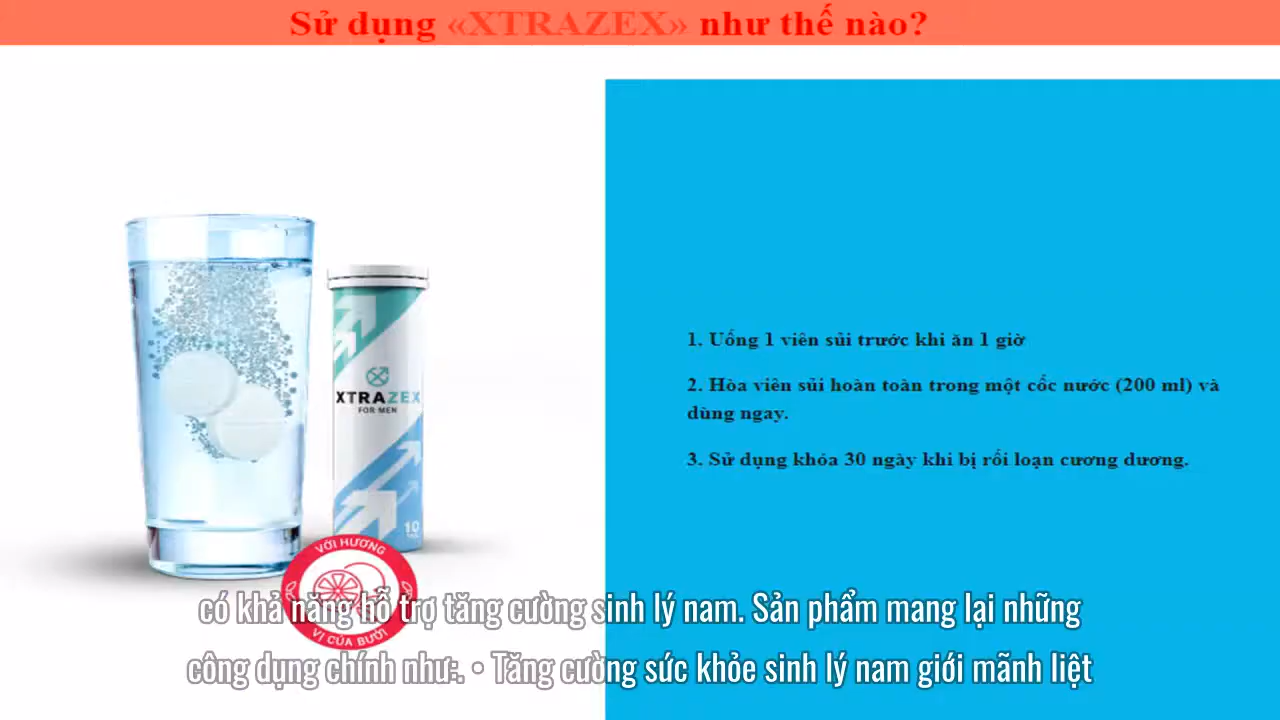 Sử dụng «XTRAZEX» như thế nào?
1. Uống 1 viên sủi trước khi ăn 1 giờ
2. Hòa viên sủi hoàn toàn trong một cốc nước (200 ml) và
dùng ngay.
3. Sử dụng khóa 30 ngày khi bị rối loạn cương dương.
XTRAZEX
FOR MEN
10
VỚI HƯƠNG
VỊ CỦA BƯỞI
có khả năng hỗ trợ tăng cường sinh lý nam. Sản phẩm mang lại những
công dụng chính như:. • Tăng cường sức khỏe sinh lý nam giới mãnh liệt